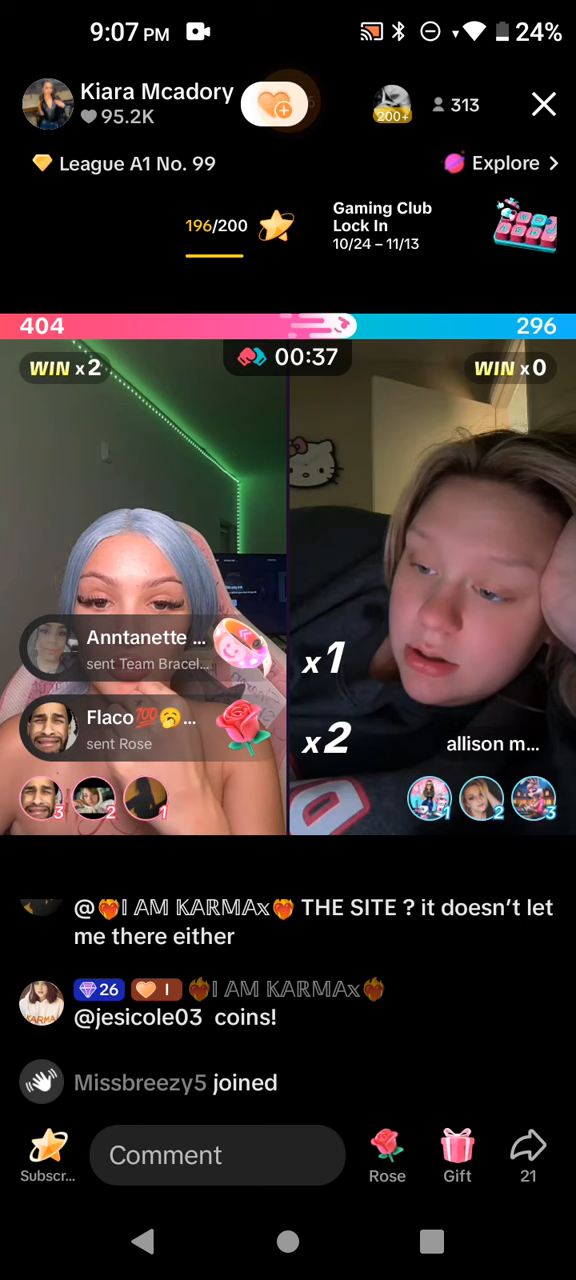 9:07 PM
24%
Kiara Mcadory
95.2K
200+
313
League A1 No. 99
Explore >
196/200
Gaming Club
Lock In
10/24 – 11/13
404
296
WIN x2
00:37
WIN x0
Anntanette ...
sent Team Bracel...
x1
Flaco💯🥱...
sent Rose
x2
allison m...
3
2
1
1
2
3
@❤️‍🔥𝕀 𝔸𝕄 𝕂𝔸ℝ𝕄𝔸𝕩❤️‍🔥 THE SITE ? it doesn’t let
me there either
26
I
❤️‍🔥𝕀 𝔸𝕄 𝕂𝔸ℝ𝕄𝔸𝕩❤️‍🔥
@jesicole03 coins!
Missbreezy5 joined
Subscr...
Comment
Rose
Gift
21